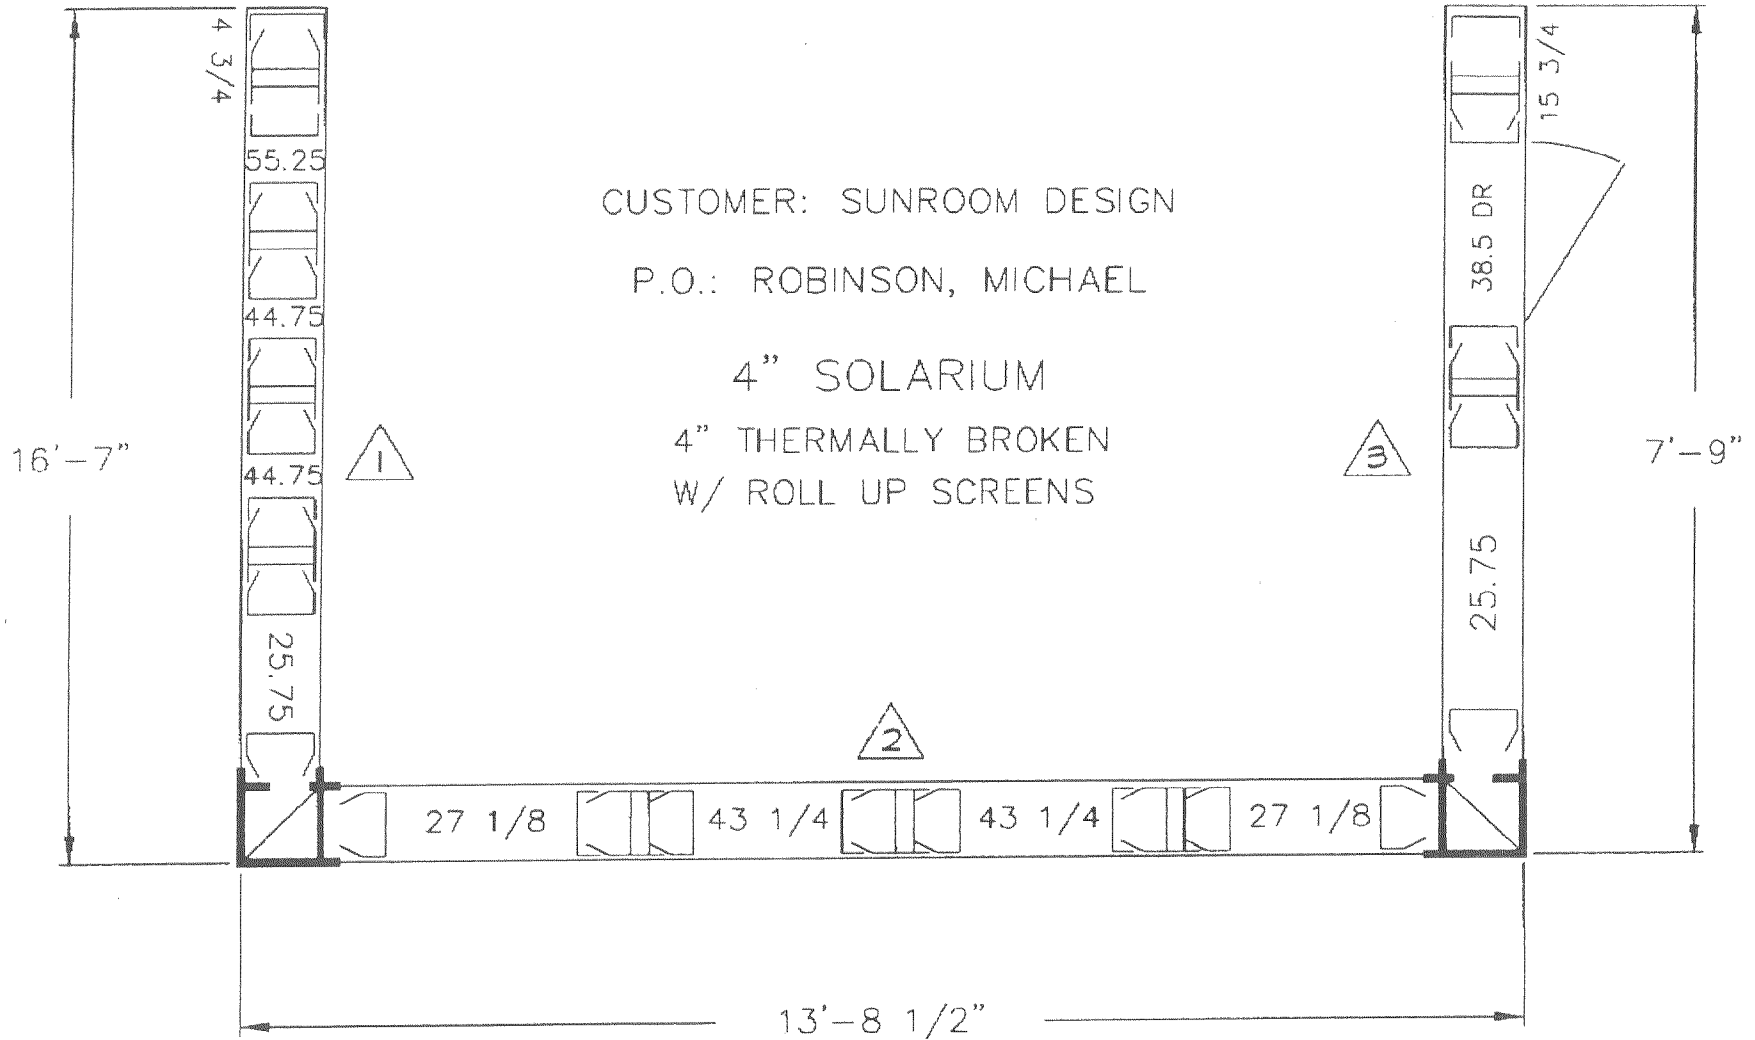 4 3/4
55.25
44.75
44.75
25.75
16'-7"
1
CUSTOMER: SUNROOM DESIGN
P.O.: ROBINSON, MICHAEL
4" SOLARIUM
4" THERMALLY BROKEN
W/ ROLL UP SCREENS
15 3/4
38.5 DR
25.75
3
7'-9"
2
27 1/8
43 1/4
43 1/4
27 1/8
13'-8 1/2"